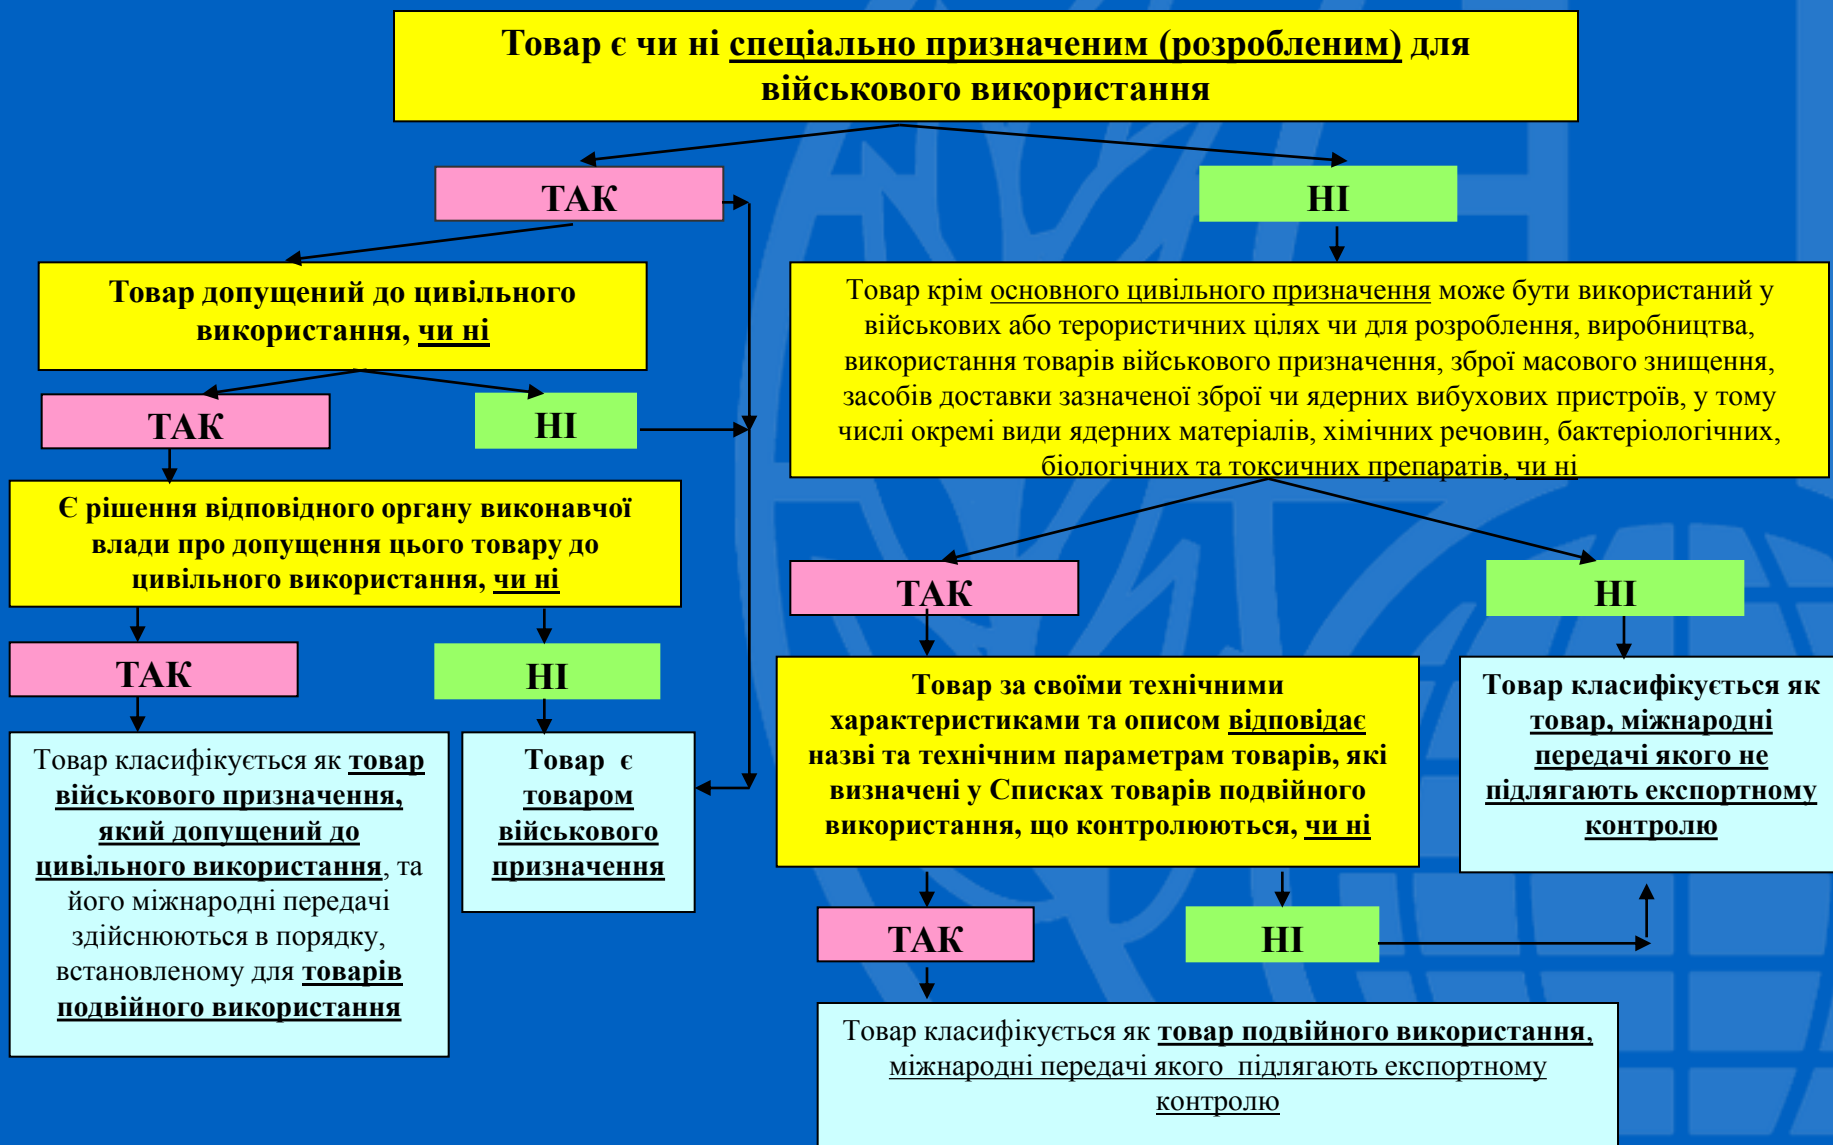 Товар є чи ні спеціально призначеним (розробленим) для
військового використання
ТАК
НІ
Товар допущений до цивільного
використання, чи ні
Товар крім основного цивільного призначення може бути використаний у
військових або терористичних цілях чи для розроблення, виробництва,
використання товарів військового призначення, зброї масового знищення,
засобів доставки зазначеної зброї чи ядерних вибухових пристроїв, у тому
числі окремі види ядерних матеріалів, хімічних речовин, бактеріологічних,
біологічних та токсичних препаратів, чи ні
ТАК
НІ
Є рішення відповідного органу виконавчої
влади про допущення цього товару до
цивільного використання, чи ні
ТАК
НІ
ТАК
НІ
Товар класифікується як товар
військового призначення,
який допущений до
цивільного використання, та
його міжнародні передачі
здійснюються в порядку,
встановленому для товарів
подвійного використання
Товар є
товаром
військового
призначення
Товар за своїми технічними
характеристиками та описом відповідає
назві та технічним параметрам товарів, які
визначені у Списках товарів подвійного
використання, що контролюються, чи ні
Товар класифікується як
товар, міжнародні
передачі якого не
підлягають експортному
контролю
ТАК
НІ
Товар класифікується як товар подвійного використання,
міжнародні передачі якого підлягають експортному
контролю